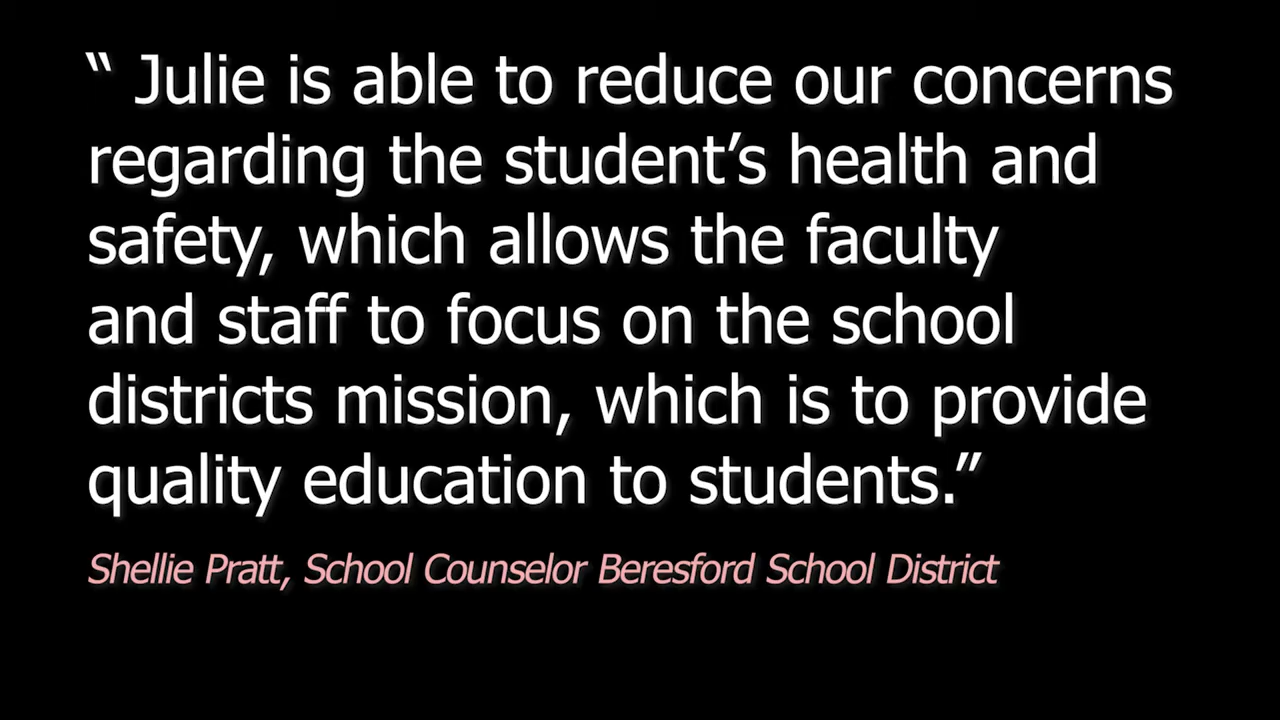 “ Julie is able to reduce our concerns
regarding the student’s health and
safety, which allows the faculty
and staff to focus on the school
districts mission, which is to provide
quality education to students.”
Shellie Pratt, School Counselor Beresford School District